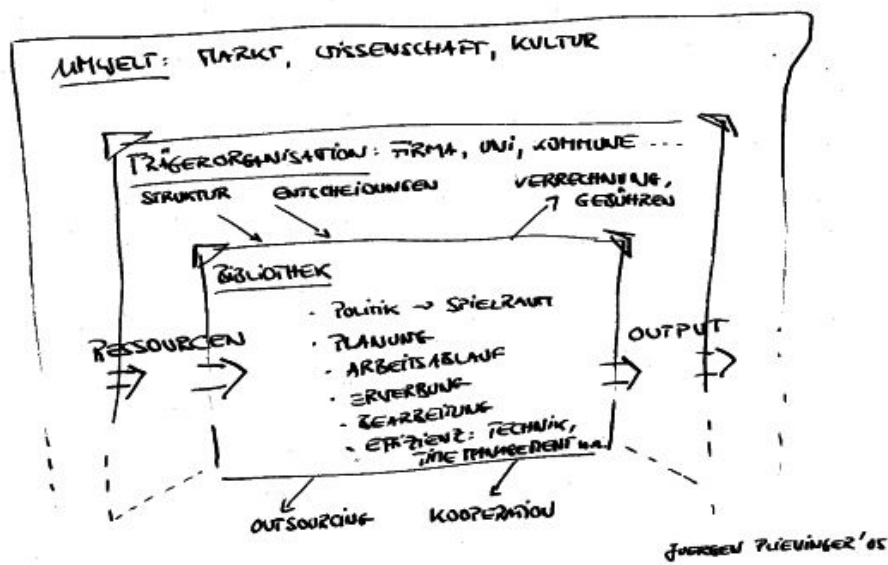 UMWELT: MARKT, WISSENSCHAFT, KULTUR
TRÄGERORGANISATION: FIRMA, UNI, KOMMUNE ...
STRUKTUR
ENTSCHEIDUNGEN
VERRECHNUNG,
GEBÜHREN
BIBLIOTHEK
· POLITIK → SPIELRAUM
RESSOURCEN
· PLANUNG
OUTPUT
· ARBEITSABLAUF
· ERWERBUNG
· BEARBEITUNG
· EFFIZIENZ: TECHNIK,
TIME MANAGEMENT u.a.
OUTSOURCING
KOOPERATION
JUERGEN PLIENINGER '05